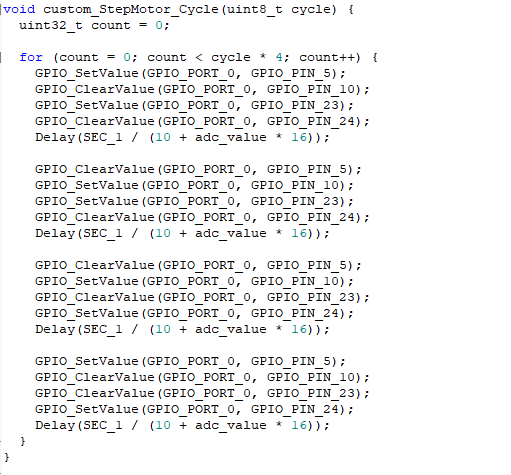 void custom_StepMotor_Cycle(uint8_t cycle) {
  uint32_t count = 0;

  for (count = 0; count < cycle * 4; count++) {
    GPIO_SetValue(GPIO_PORT_0, GPIO_PIN_5);
    GPIO_ClearValue(GPIO_PORT_0, GPIO_PIN_10);
    GPIO_SetValue(GPIO_PORT_0, GPIO_PIN_23);
    GPIO_ClearValue(GPIO_PORT_0, GPIO_PIN_24);
    Delay(SEC_1 / (10 + adc_value * 16));

    GPIO_ClearValue(GPIO_PORT_0, GPIO_PIN_5);
    GPIO_SetValue(GPIO_PORT_0, GPIO_PIN_10);
    GPIO_SetValue(GPIO_PORT_0, GPIO_PIN_23);
    GPIO_ClearValue(GPIO_PORT_0, GPIO_PIN_24);
    Delay(SEC_1 / (10 + adc_value * 16));

    GPIO_ClearValue(GPIO_PORT_0, GPIO_PIN_5);
    GPIO_SetValue(GPIO_PORT_0, GPIO_PIN_10);
    GPIO_ClearValue(GPIO_PORT_0, GPIO_PIN_23);
    GPIO_SetValue(GPIO_PORT_0, GPIO_PIN_24);
    Delay(SEC_1 / (10 + adc_value * 16));

    GPIO_SetValue(GPIO_PORT_0, GPIO_PIN_5);
    GPIO_ClearValue(GPIO_PORT_0, GPIO_PIN_10);
    GPIO_ClearValue(GPIO_PORT_0, GPIO_PIN_23);
    GPIO_SetValue(GPIO_PORT_0, GPIO_PIN_24);
    Delay(SEC_1 / (10 + adc_value * 16));
  }
}